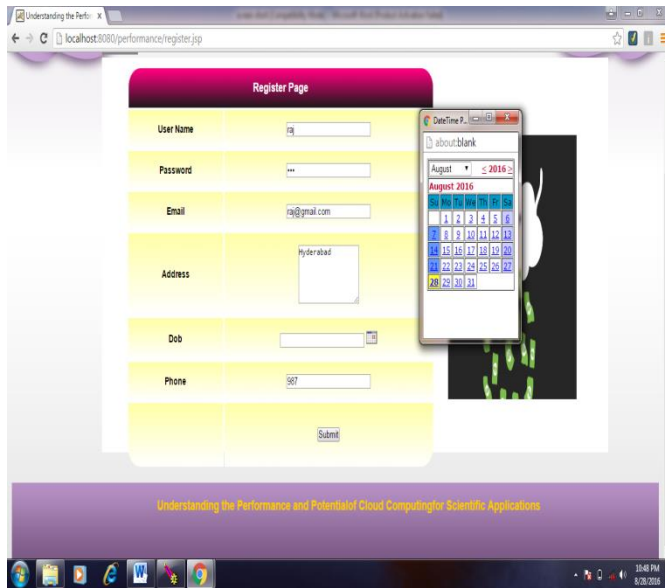 Understanding the Perfor
localhost:8080/performance/register.jsp
Register Page
User Name raj
Password
Email raj@gmail.com
Address Hyderabad
Dob
Phone 987
Submit
DateTime P...
about:blank
August < 2016 >
August 2016
Su Mo Tu We Th Fr Sa
1 2 3 4 5 6
7 8 9 10 11 12 13
14 15 16 17 18 19 20
21 22 23 24 25 26 27
28 29 30 31
Understanding the Performance and Potentialof Cloud Computingfor Scientific Applications
10:48 PM
8/28/2016